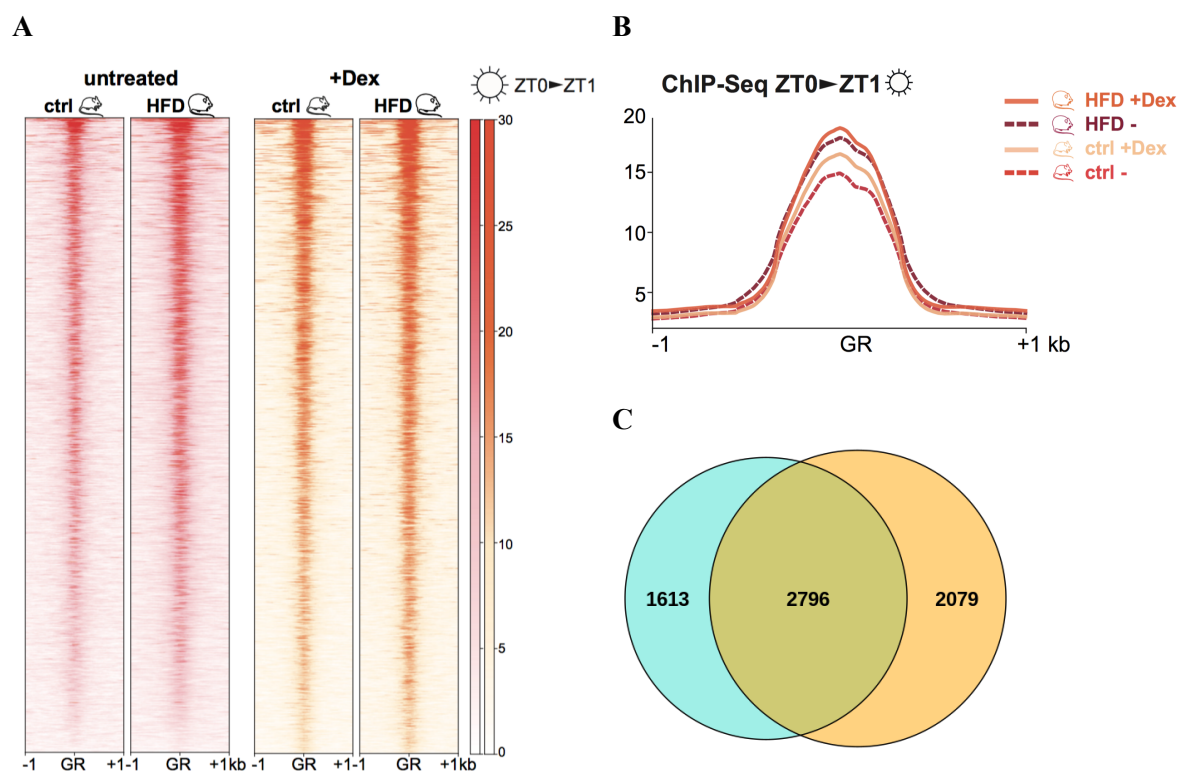 A
untreated
+Dex
ZT0►ZT1
ctrl
HFD
ctrl
HFD
30
25
20
15
10
5
0
-1
GR
+1
-1
GR
+1kb
-1
GR
+1
-1
GR
+1 kb
B
ChIP-Seq ZT0►ZT1
HFD +Dex
HFD -
ctrl +Dex
ctrl -
20
15
10
5
-1
GR
+1 kb
C
1613
2796
2079